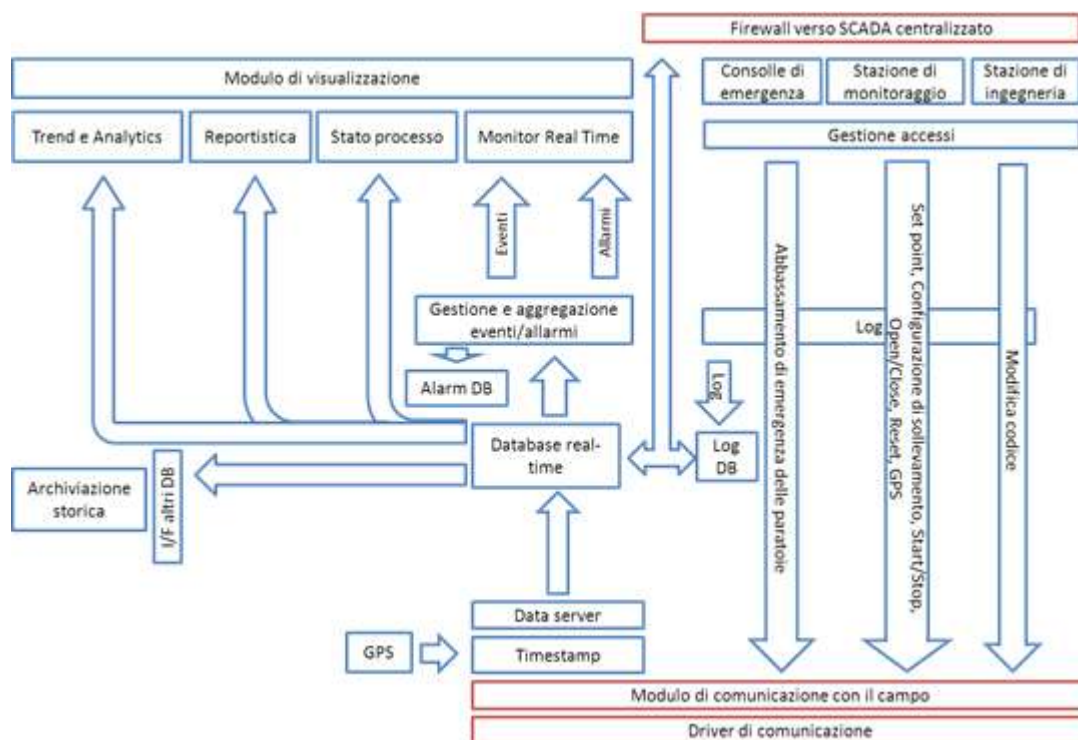 Firewall verso SCADA centralizzato
Modulo di visualizzazione
Consolle di
emergenza
Stazione di
monitoraggio
Stazione di
ingegneria
Trend e Analytics
Reportistica
Stato processo
Monitor Real Time
Gestione accessi
Eventi
Allarmi
Abbassamento di emergenza delle paratoie
Set point, Configurazione di sollevamento, Start/Stop,
Open/Close, Reset, GPS
Modifica codice
Gestione e aggregazione
eventi/allarmi
Log
Alarm DB
Log
Database real-
time
Log
DB
Archiviazione
storica
I/F altri DB
Data server
GPS
Timestamp
Modulo di comunicazione con il campo
Driver di comunicazione